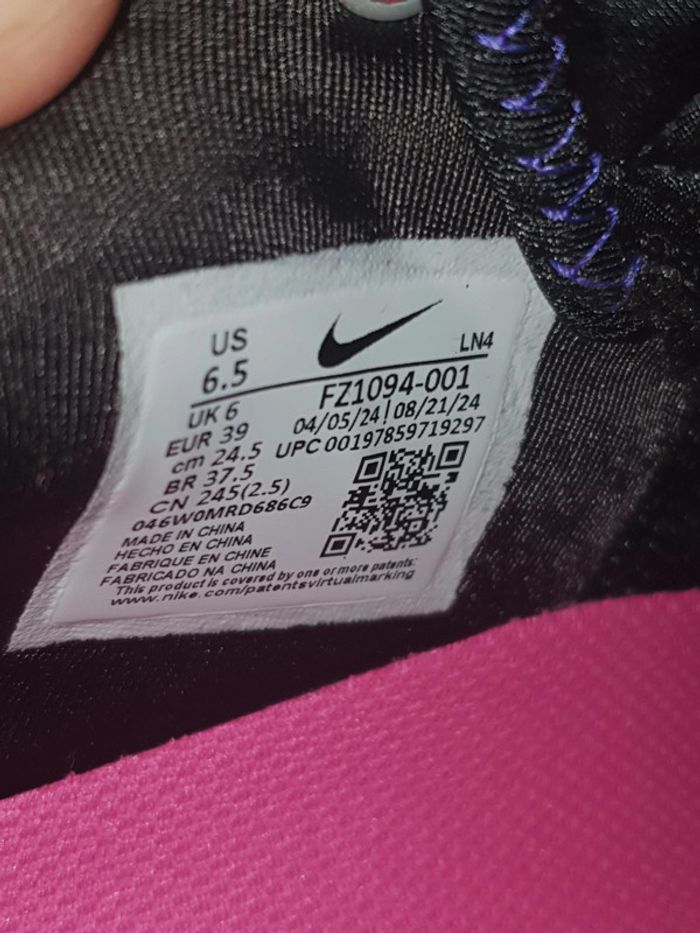 US
6.5
LN4
FZ1094-001
UK 6
04/05/24|08/21/24
EUR 39
UPC 00197859719297
cm 24.5
BR 37.5
CN 245(2.5)
046W0MRD686C9
MADE IN CHINA
HECHO EN CHINA
FABRIQUE EN CHINE
FABRICADO NA CHINA
This product is covered by one or more patents:
www.nike.com/patentsvirtualmarking